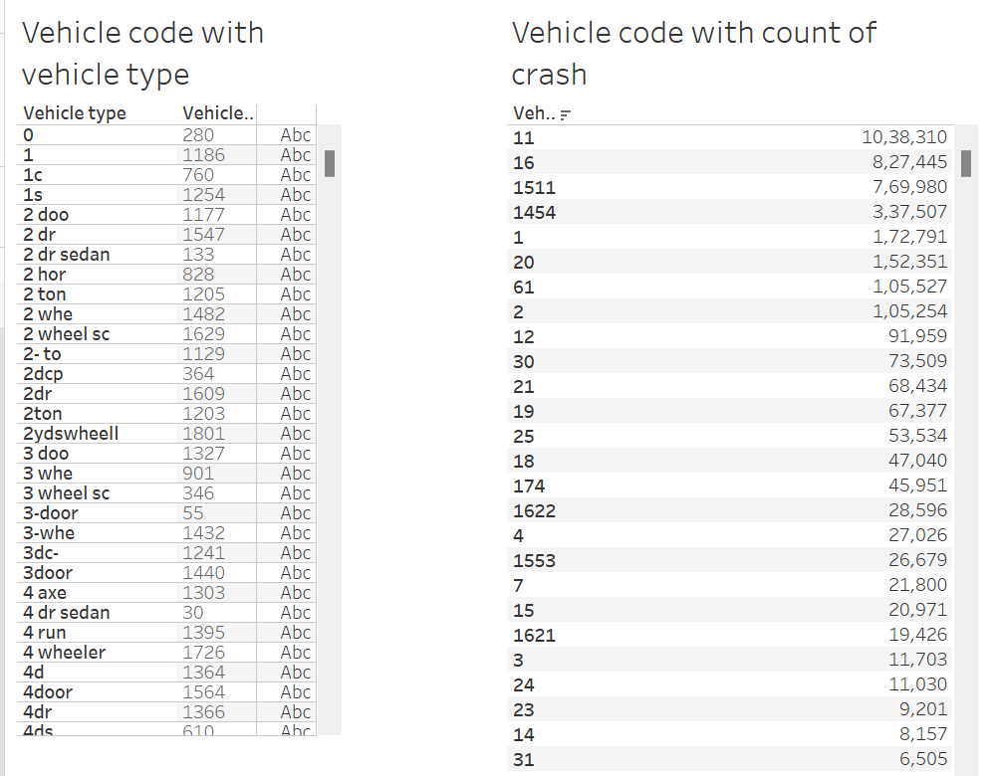 Vehicle code with
vehicle type
Vehicle type Vehicle..
0 280 Abc
1 1186 Abc
1c 760 Abc
1s 1254 Abc
2 doo 1177 Abc
2 dr 1547 Abc
2 dr sedan 133 Abc
2 hor 828 Abc
2 ton 1205 Abc
2 whe 1482 Abc
2 wheel sc 1629 Abc
2- to 1129 Abc
2dcp 364 Abc
2dr 1609 Abc
2ton 1203 Abc
2ydswheell 1801 Abc
3 doo 1327 Abc
3 whe 901 Abc
3 wheel sc 346 Abc
3-door 55 Abc
3-whe 1432 Abc
3dc- 1241 Abc
3door 1440 Abc
4 axe 1303 Abc
4 dr sedan 30 Abc
4 run 1395 Abc
4 wheeler 1726 Abc
4d 1364 Abc
4door 1564 Abc
4dr 1366 Abc
4ds 610 Abc
Vehicle code with count of
crash
Veh..
11 10,38,310
16 8,27,445
1511 7,69,980
1454 3,37,507
1 1,72,791
20 1,52,351
61 1,05,527
2 1,05,254
12 91,959
30 73,509
21 68,434
19 67,377
25 53,534
18 47,040
174 45,951
1622 28,596
4 27,026
1553 26,679
7 21,800
15 20,971
1621 19,426
3 11,703
24 11,030
23 9,201
14 8,157
31 6,505